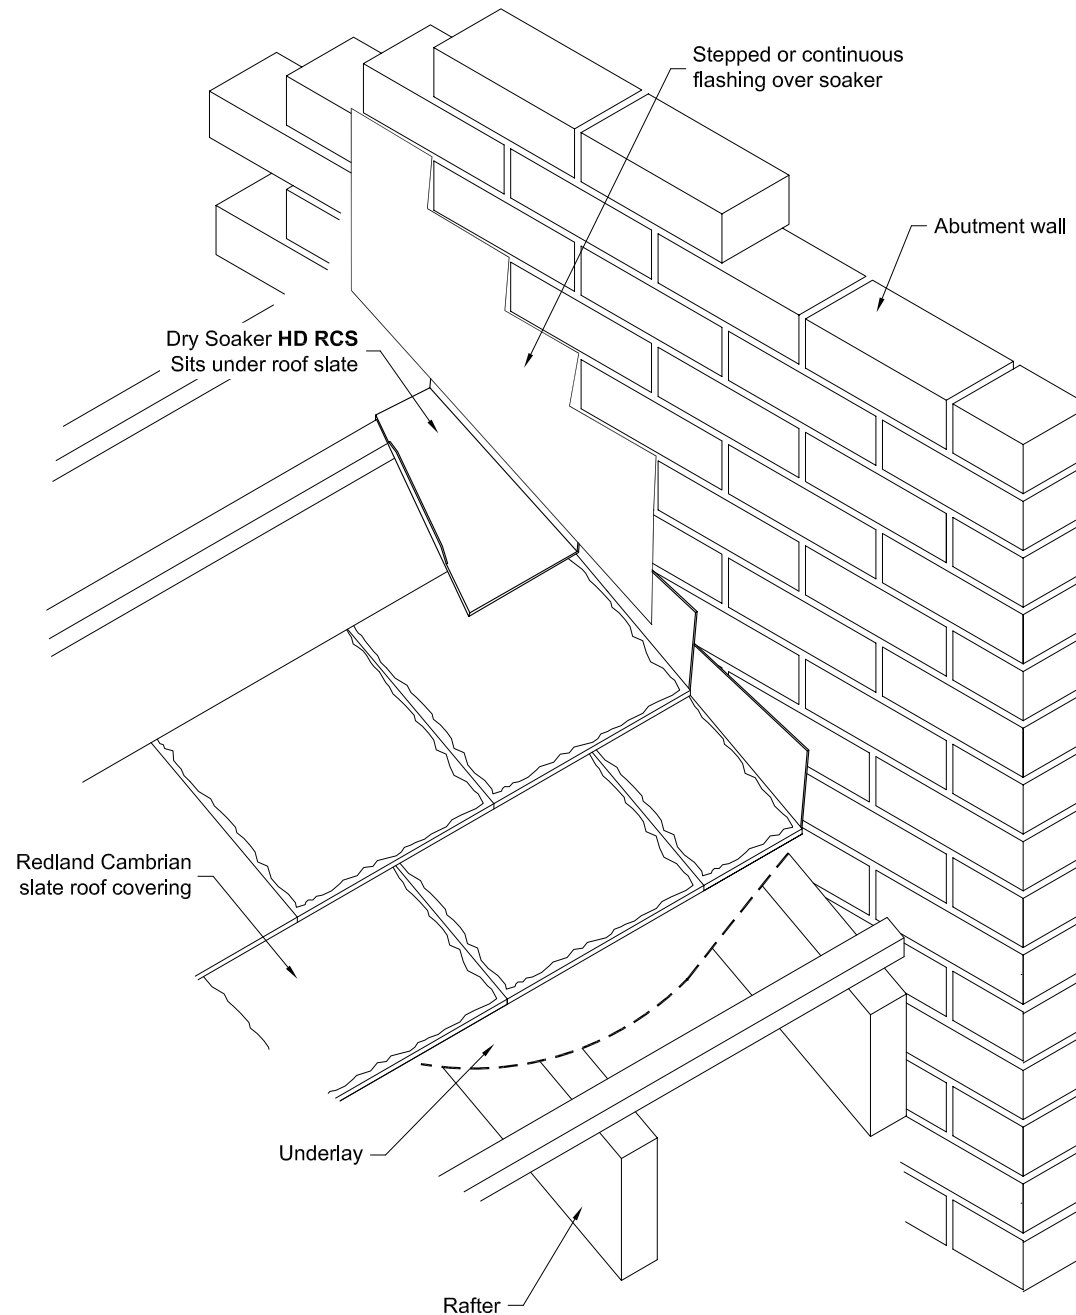 Stepped or continuous
flashing over soaker
Abutment wall
Dry Soaker HD RCS
Sits under roof slate
Redland Cambrian
slate roof covering
Underlay
Rafter